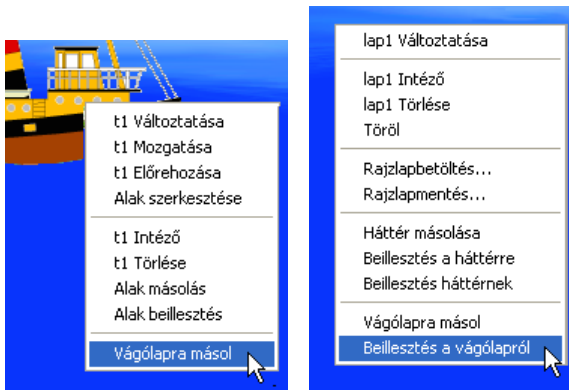 t1 Változtatása
t1 Mozgatása
t1 Előrehozása
Alak szerkesztése
t1 Intéző
t1 Törlése
Alak másolás
Alak beillesztés
Vágólapra másol
lap1 Változtatása
lap1 Intéző
lap1 Törlése
Töröl
Rajzlapbetöltés...
Rajzlapmentés...
Háttér másolása
Beillesztés a háttérre
Beillesztés háttérnek
Vágólapra másol
Beillesztés a vágólapról